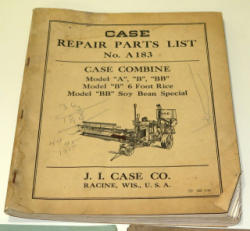 CASE
REPAIR PARTS LIST
No. A183
CASE COMBINE
Model "A", "B", "BB"
Model "B" 6 Foot Rice
Model "BB" Soy Bean Special
J. I. CASE CO.
RACINE, WIS., U. S. A.